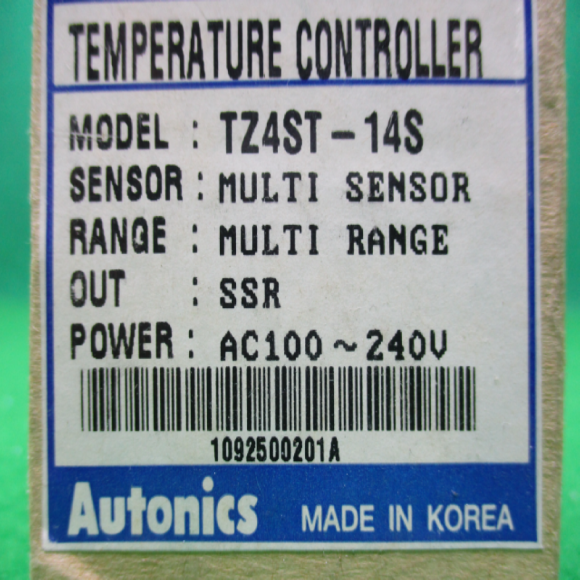 TEMPERATURE CONTROLLER
MODEL : TZ4ST-14S
SENSOR : MULTI SENSOR
RANGE : MULTI RANGE
OUT : SSR
POWER : AC100~240V
1092500201A
Autonics MADE IN KOREA